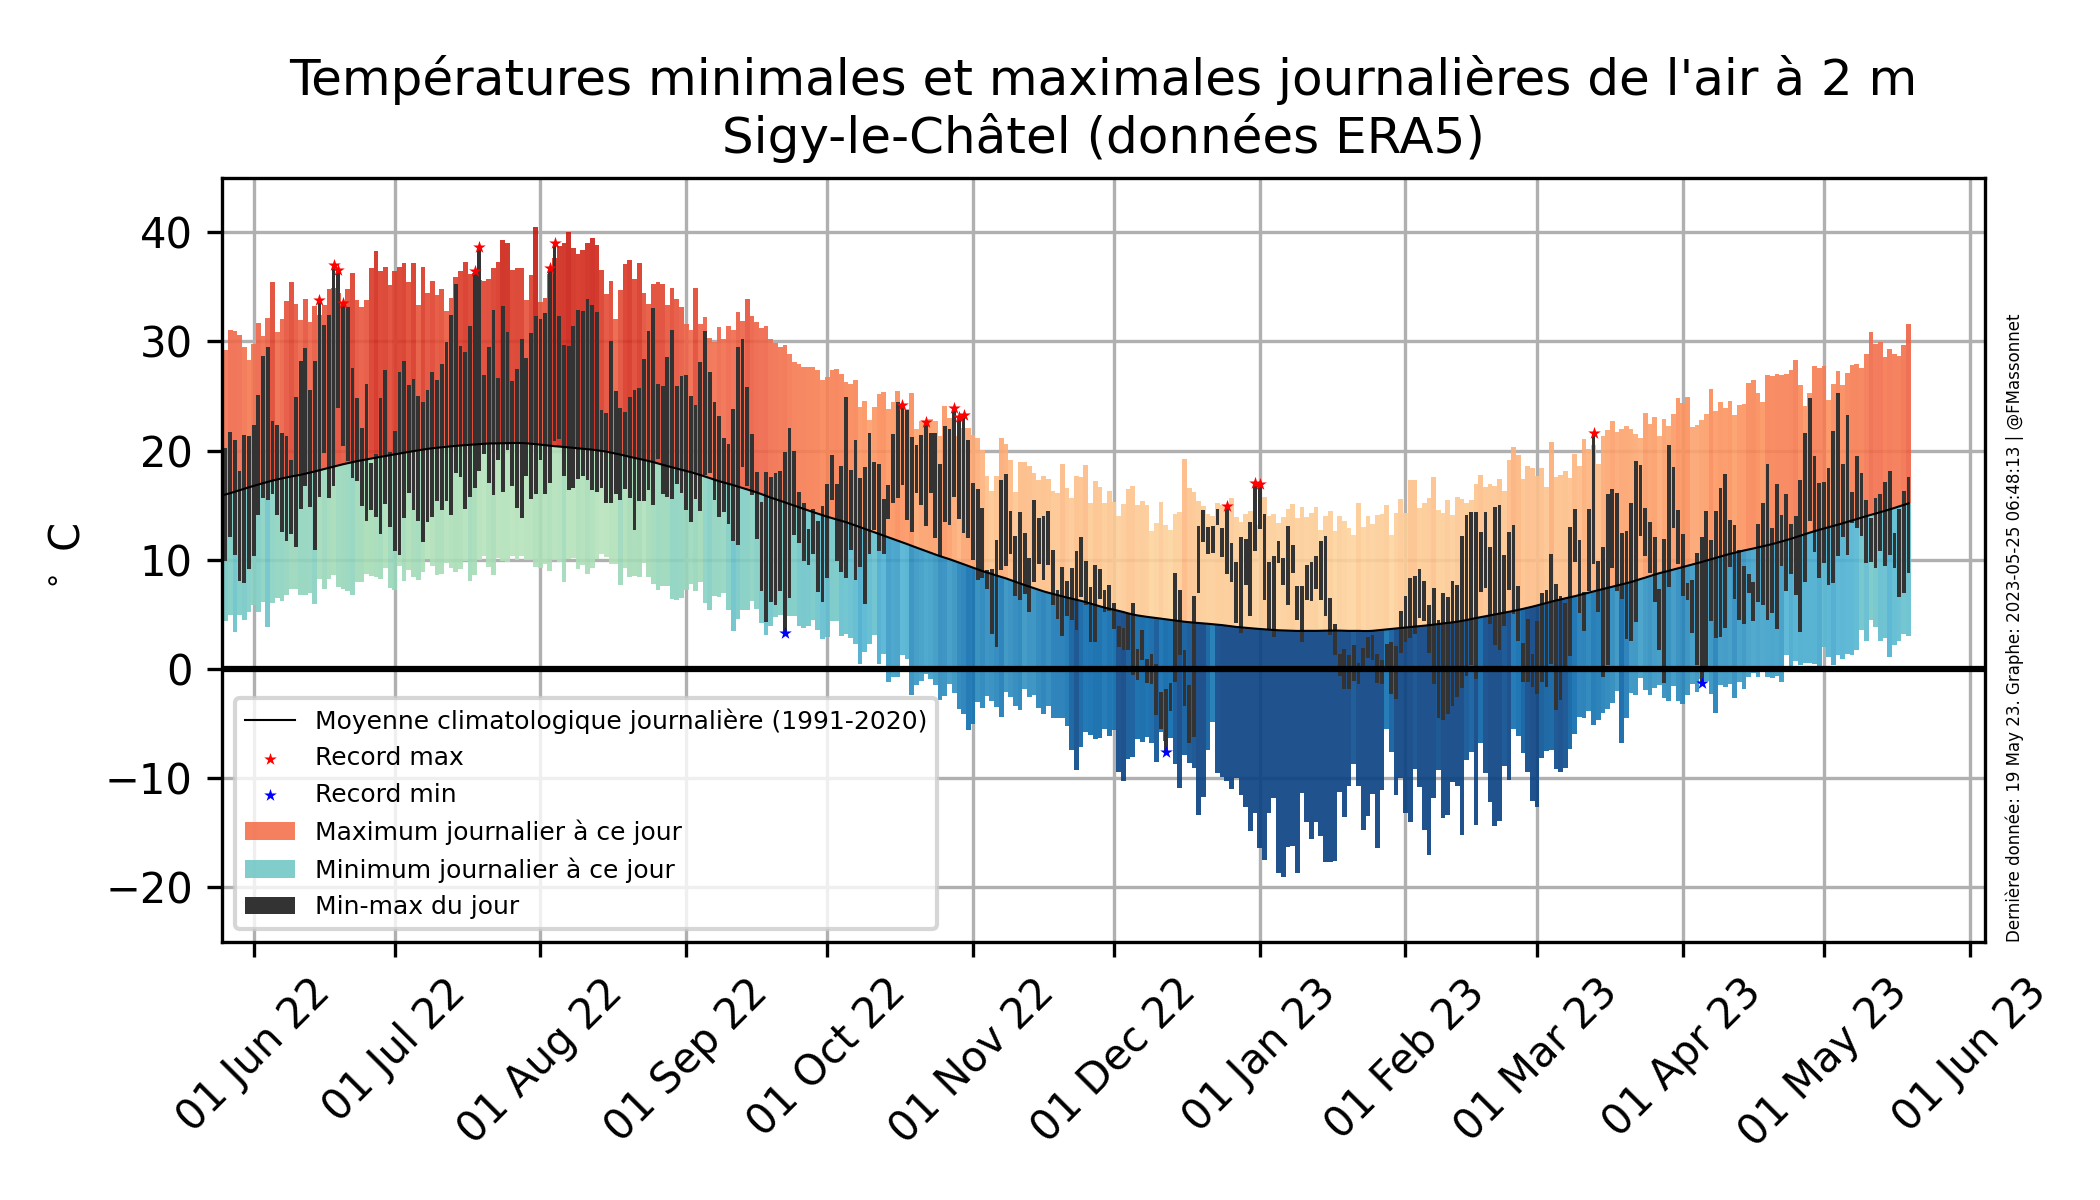 Températures minimales et maximales journalières de l'air à 2 m
Sigy-le-Châtel (données ERA5)
40
30
20
10
0
−10
−20
° C
Moyenne climatologique journalière (1991-2020)
Record max
Record min
Maximum journalier à ce jour
Minimum journalier à ce jour
Min-max du jour
01 Jun 22
01 Jul 22
01 Aug 22
01 Sep 22
01 Oct 22
01 Nov 22
01 Dec 22
01 Jan 23
01 Feb 23
01 Mar 23
01 Apr 23
01 May 23
01 Jun 23
Dernière donnée: 19 May 23. Graphe: 2023-05-25 06:48:13 | @FMassonnet